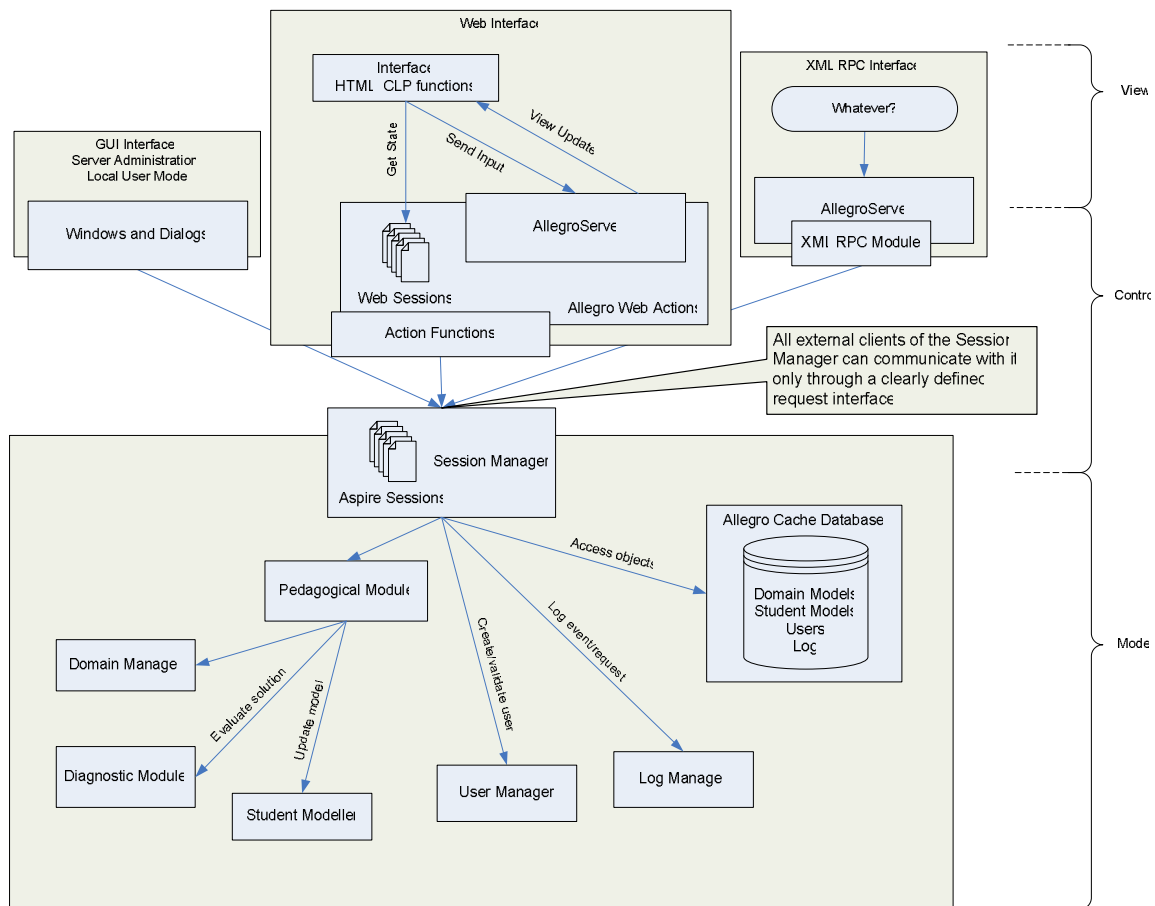 Web Interface
Interface
HTML CLP functions
XML RPC Interface
View
Whatever?
View Update
Get State
Send Input
GUI Interface
Server Administration
Local User Mode
Windows and Dialogs
AllegroServe
AllegroServe
XML RPC Module
Web Sessions
Allegro Web Actions
Contro
Action Functions
All external clients of the Session
Manager can communicate with it
only through a clearly defined
request interface
Session Manager
Aspire Sessions
Allegro Cache Database
Access objects
Domain Models
Student Models
Users
Log
Pedagogical Module
Log event/request
Create/validate user
Domain Manage
Evaluate solution
Update model
Mode
Diagnostic Module
Student Modeller
User Manager
Log Manage